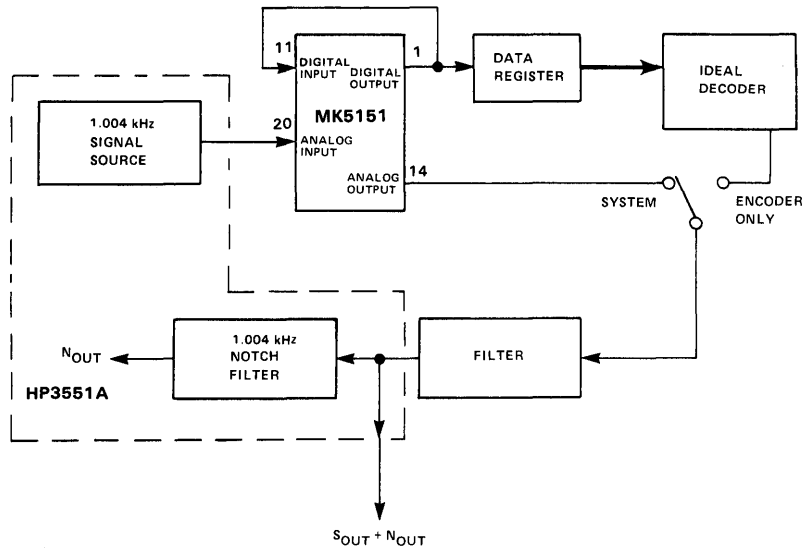 11
DIGITAL
INPUT
DIGITAL
OUTPUT
1
MK5151
20
ANALOG
INPUT
ANALOG
OUTPUT
14
DATA
REGISTER
IDEAL
DECODER
1.004 kHz
SIGNAL
SOURCE
SYSTEM
ENCODER
ONLY
N_OUT
1.004 kHz
NOTCH
FILTER
FILTER
HP3551A
S_OUT + N_OUT